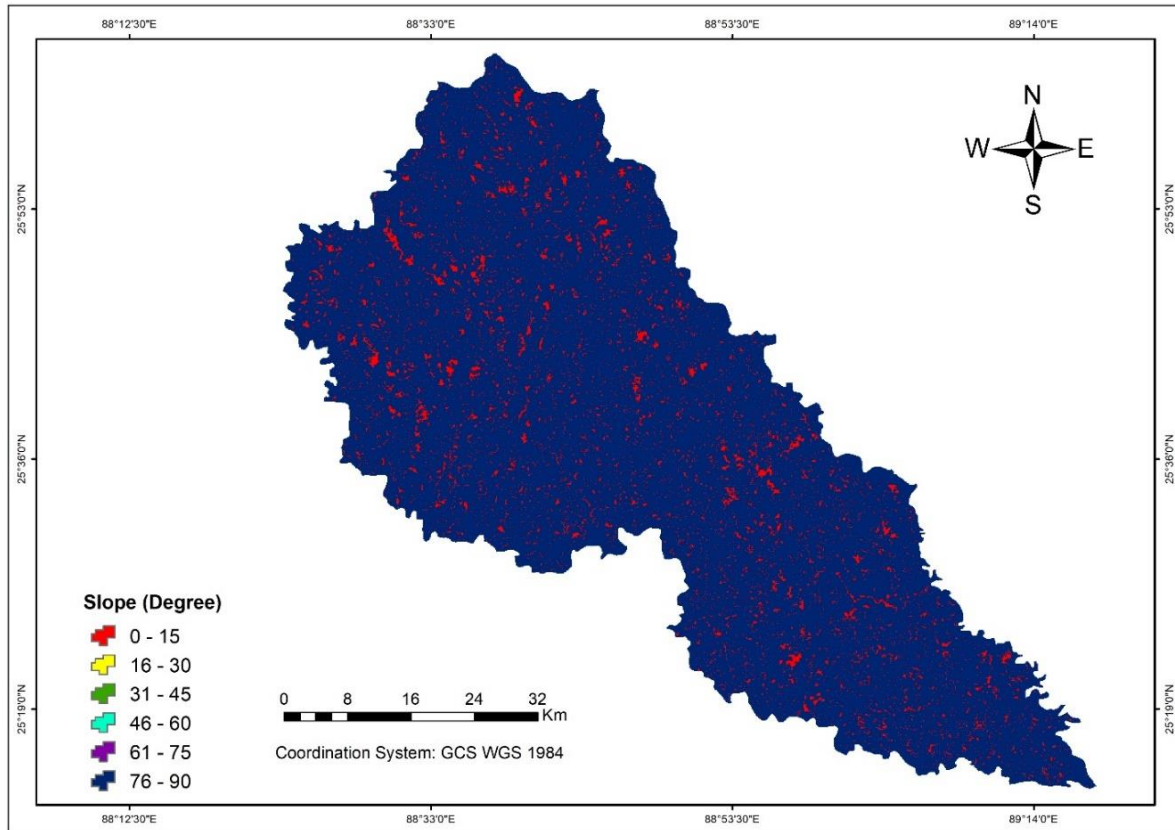 88°12'30"E 88°33'0"E 88°53'30"E 89°14'0"E
N
W E
S
25°53'0"N 25°53'0"N
25°36'0"N 25°36'0"N
25°19'0"N 25°19'0"N
Slope (Degree)
0 - 15
16 - 30
31 - 45
46 - 60
61 - 75
76 - 90
0 8 16 24 32
Km
Coordination System: GCS WGS 1984
88°12'30"E 88°33'0"E 88°53'30"E 89°14'0"E